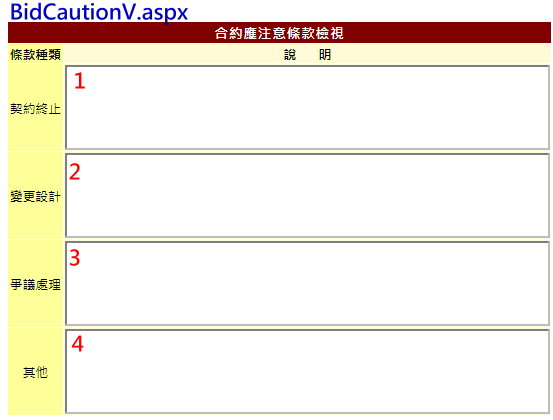 BidCautionV.aspx
合約應注意條款檢視
條款種類 說 明
契約終止 1
變更設計 2
爭議處理 3
其他 4